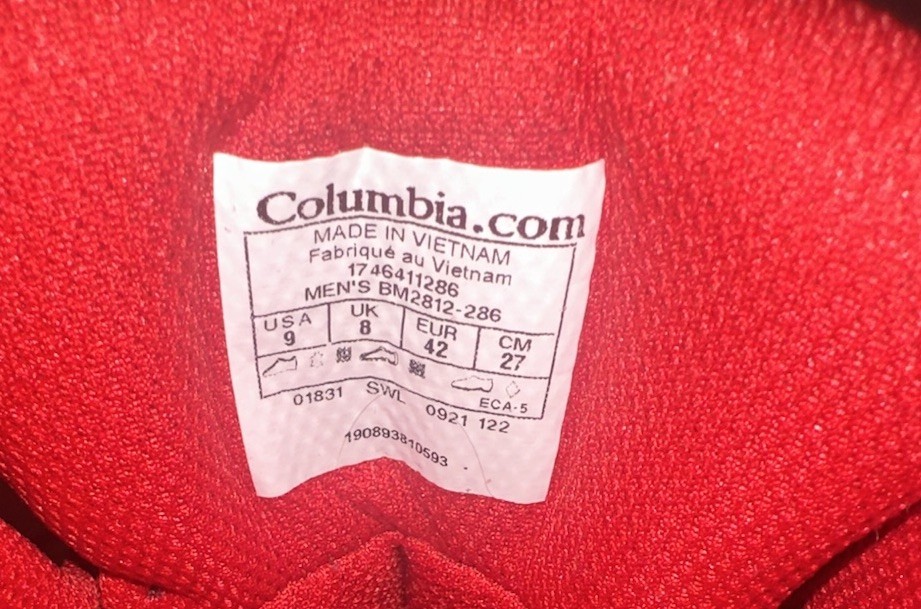 Columbia.com
MADE IN VIETNAM
Fabriqué au Vietnam
1746411286
MEN'S BM2812-286
USA UK EUR CM
9 8 42 27
ECA-5
01831 SWL 0921 122
190893810593